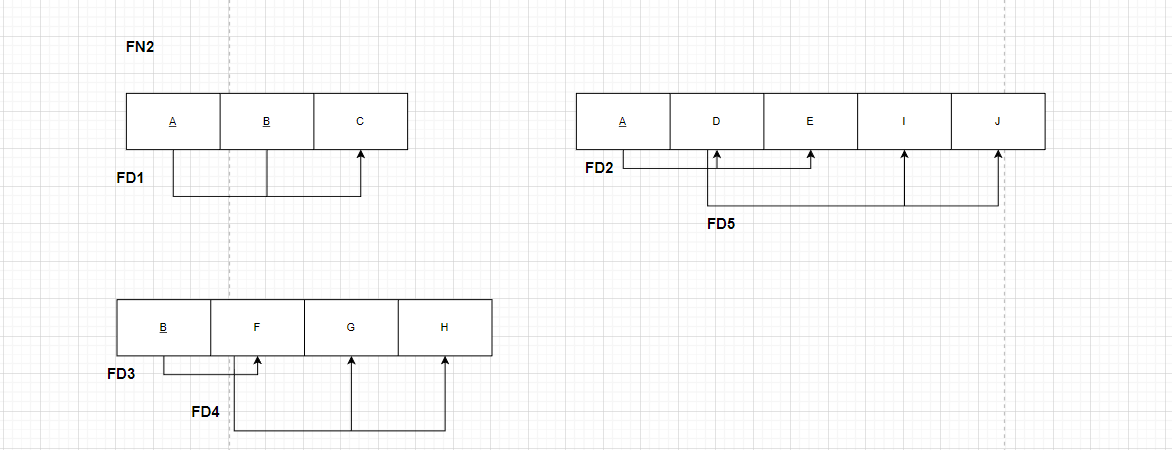 FN2
A B C
FD1
A D E I J
FD2
FD5
B F G H
FD3
FD4